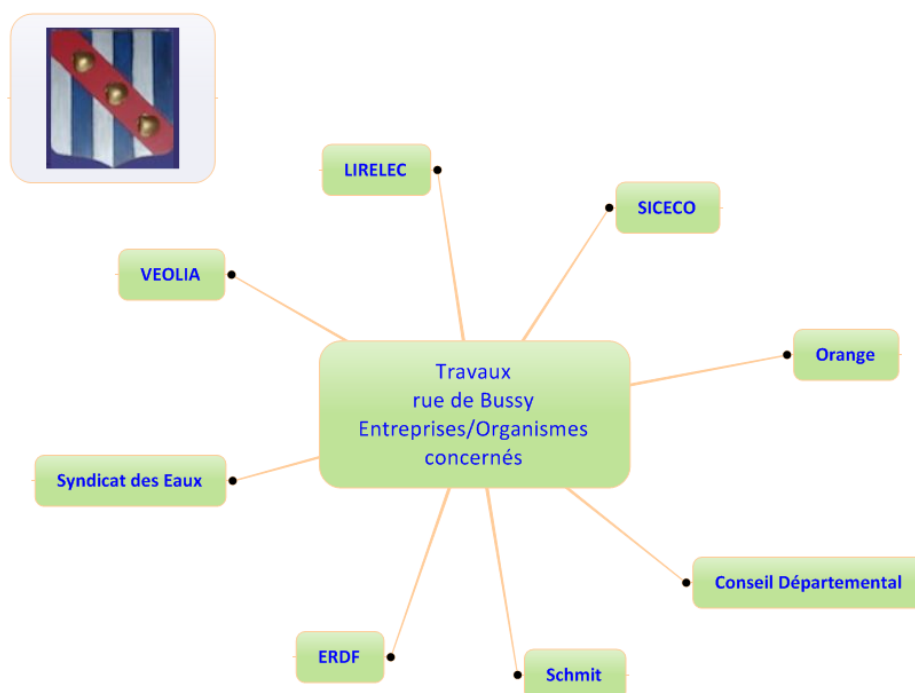 LIRELEC
SICECO
VEOLIA
Orange
Travaux
rue de Bussy
Entreprises/Organismes
concernés
Syndicat des Eaux
Conseil Départemental
ERDF
Schmit